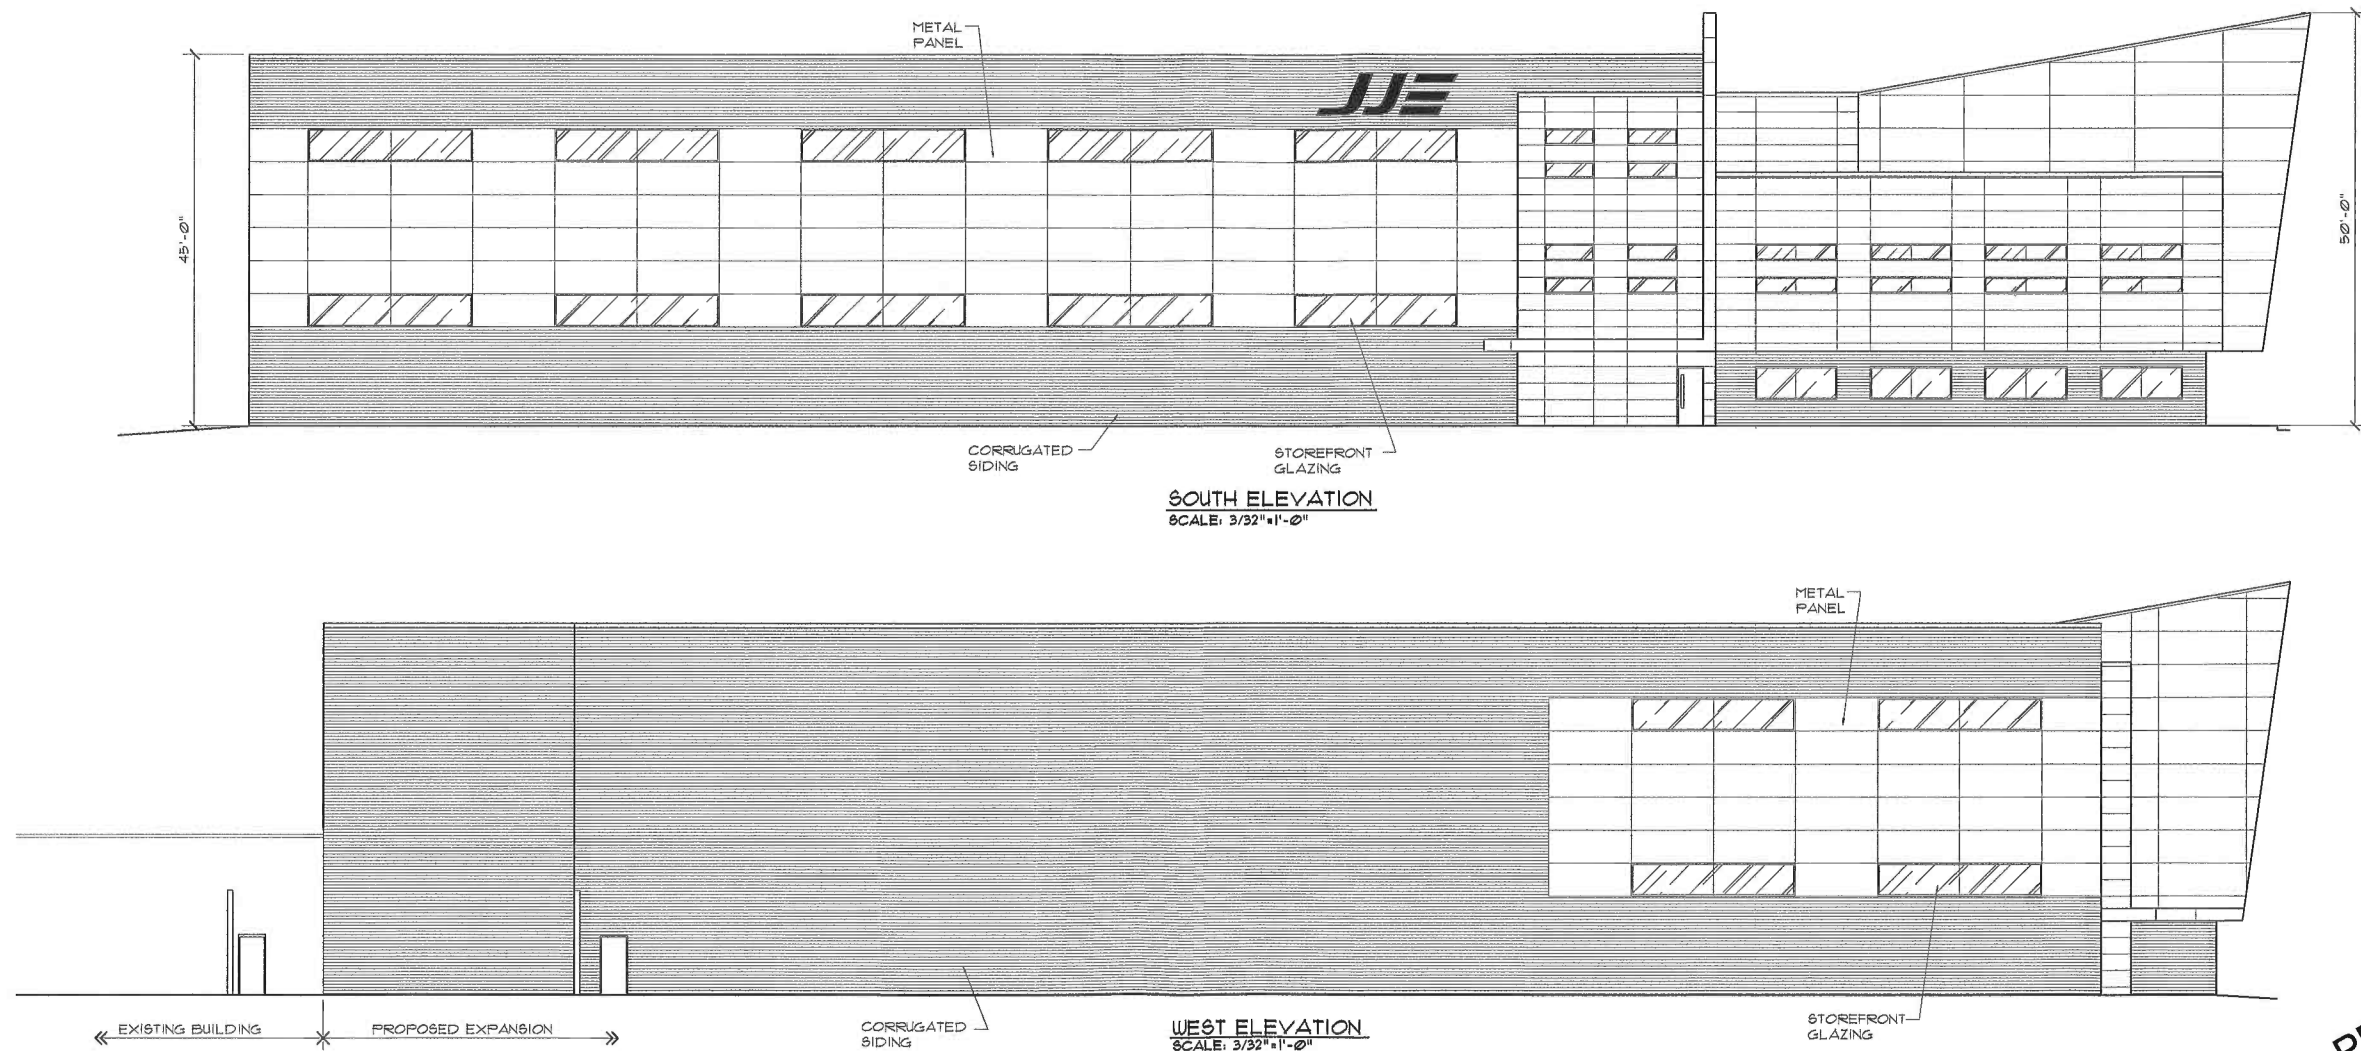 METAL
PANEL
45'-0"
JJE
50'-0"
CORRUGATED
SIDING
STOREFRONT
GLAZING
SOUTH ELEVATION
SCALE: 3/32"=1'-0"
METAL
PANEL
EXISTING BUILDING
PROPOSED EXPANSION
CORRUGATED
SIDING
WEST ELEVATION
SCALE: 3/32"=1'-0"
STOREFRONT
GLAZING